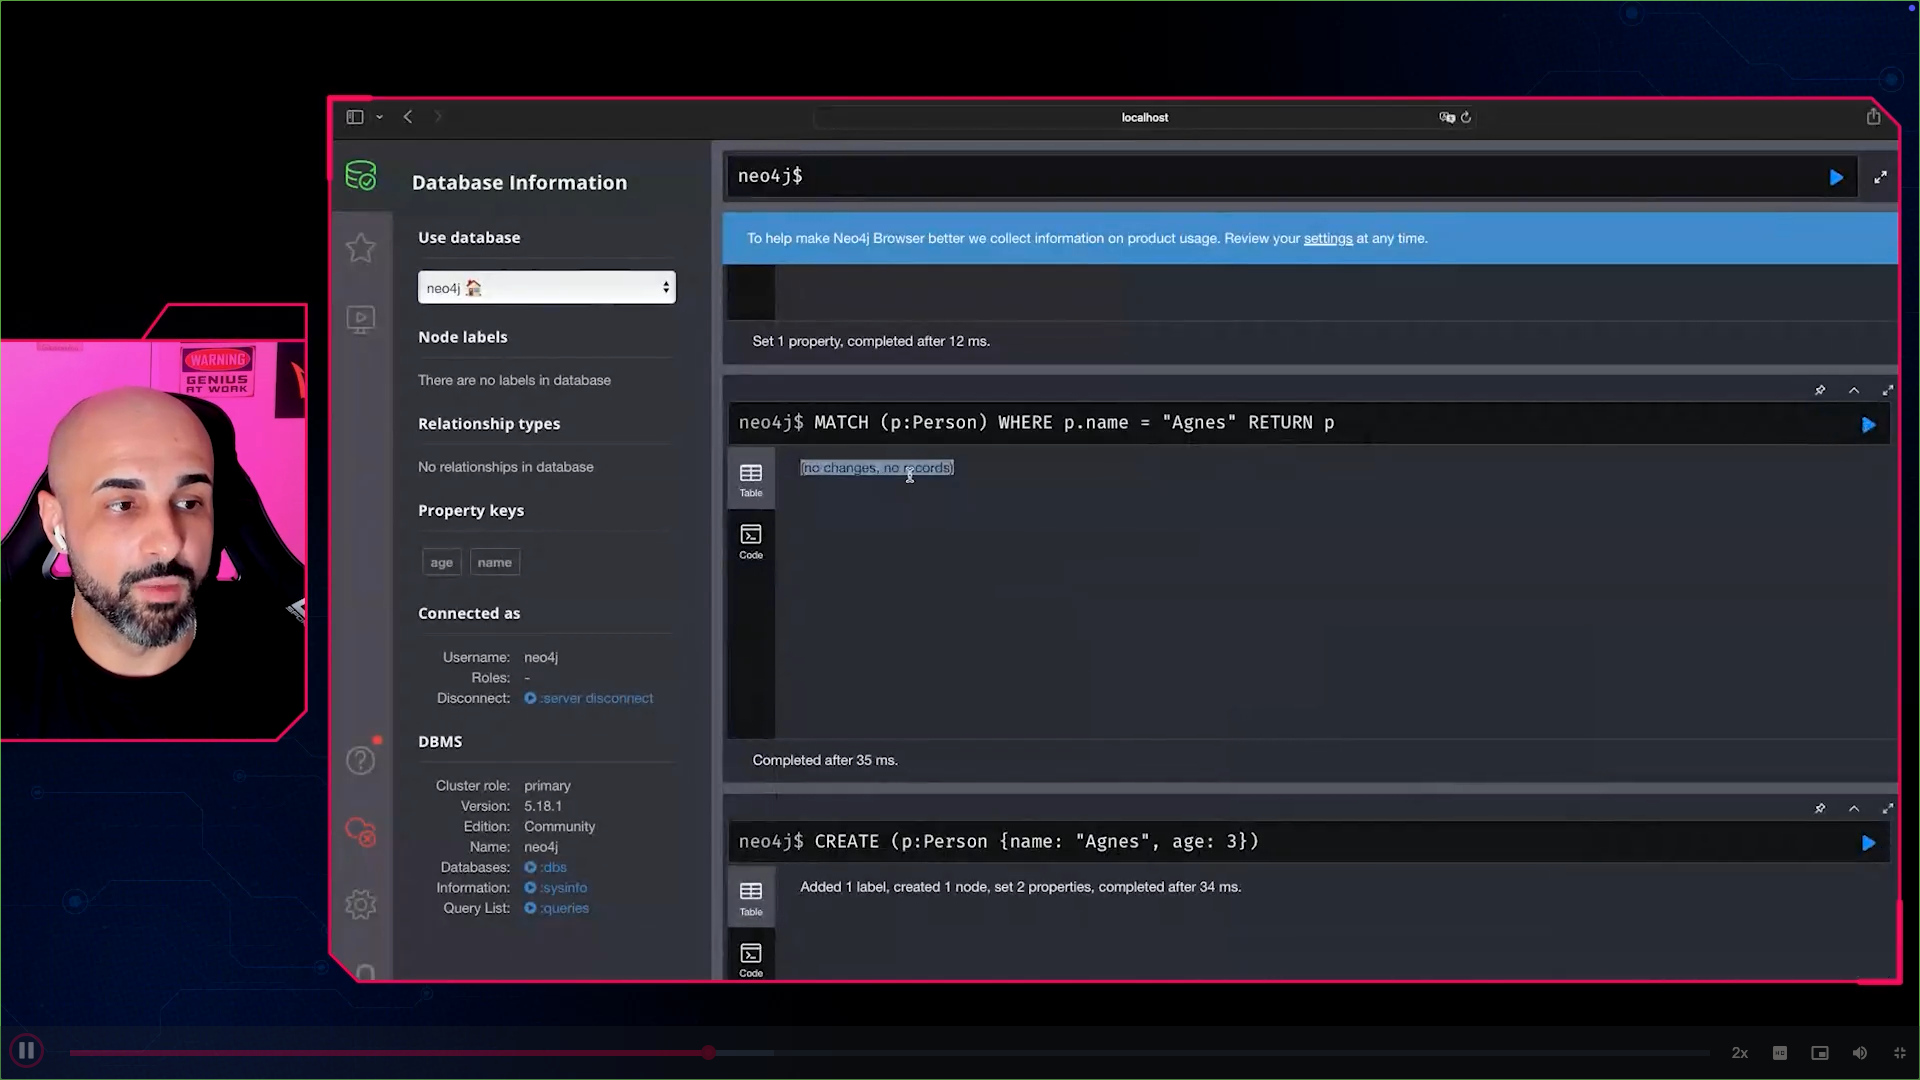 localhost
WARNING
GENIUS
AT WORK
Database Information
Use database
neo4j 🏠
Node labels
There are no labels in database
Relationship types
No relationships in database
Property keys
age name
Connected as
Username: neo4j
Roles: -
Disconnect: :server disconnect
DBMS
Cluster role: primary
Version: 5.18.1
Edition: Community
Name: neo4j
Databases: :dbs
Information: :sysinfo
Query List: :queries
neo4j$
To help make Neo4j Browser better we collect information on product usage. Review your settings at any time.
Set 1 property, completed after 12 ms.
neo4j$ MATCH (p:Person) WHERE p.name = "Agnes" RETURN p
Table
(no changes, no records)
Code
Completed after 35 ms.
neo4j$ CREATE (p:Person {name: "Agnes", age: 3})
Table
Added 1 label, created 1 node, set 2 properties, completed after 34 ms.
Code
2x